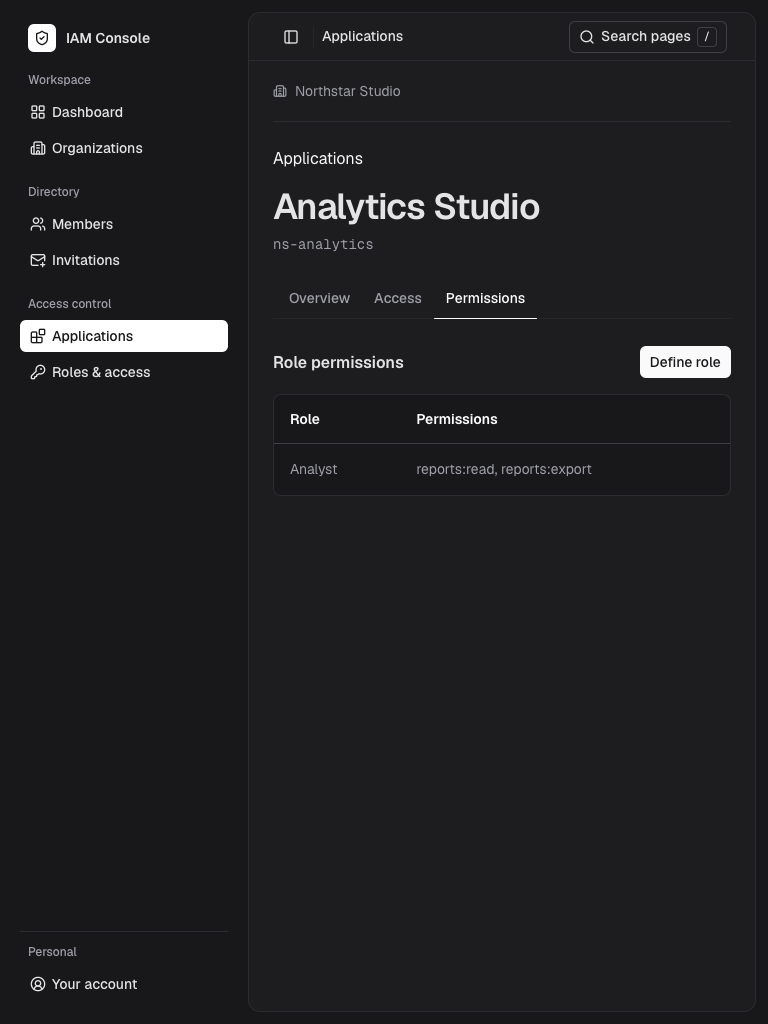 IAM Console
Workspace
Dashboard
Organizations
Directory
Members
Invitations
Access control
Applications
Roles & access
Personal
Your account
Applications
Search pages /
Northstar Studio
Applications
Analytics Studio
ns-analytics
Overview Access Permissions
Role permissions
Define role
Role Permissions
Analyst reports:read, reports:export